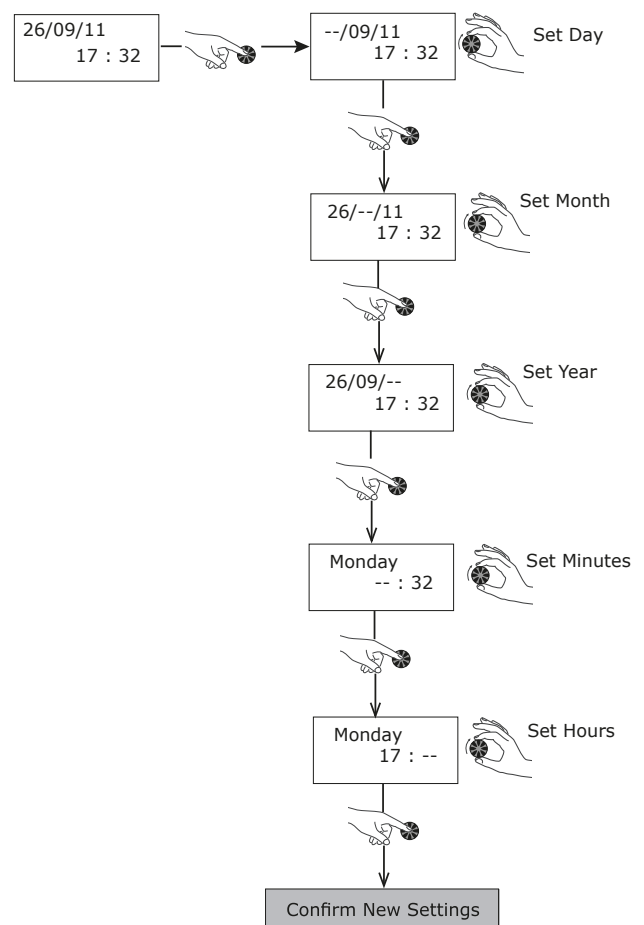 26/09/11
17 : 32
--/09/11
17 : 32
Set Day
26/--/11
17 : 32
Set Month
26/09/--
17 : 32
Set Year
Monday
-- : 32
Set Minutes
Monday
17 : --
Set Hours
Confirm New Settings